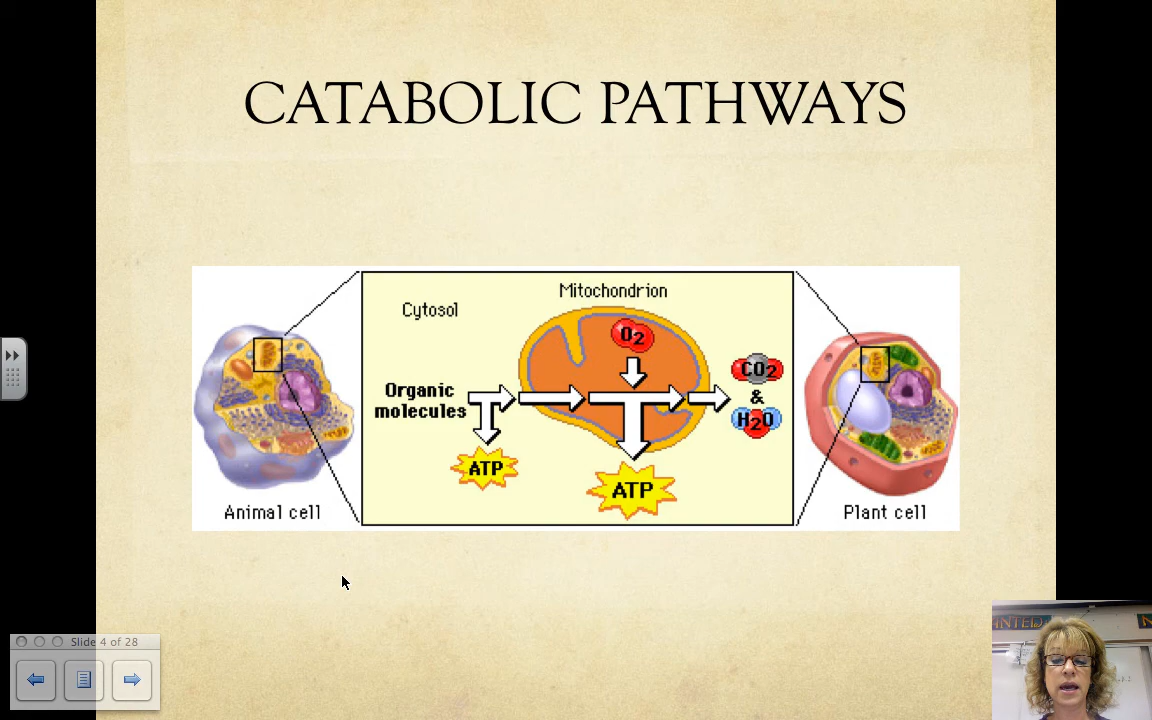 CATABOLIC PATHWAYS
Mitochondrion
Cytosol
O2
CO2
&
H2O
Organic
molecules
ATP
ATP
Animal cell
Plant cell
Slide 4 of 28